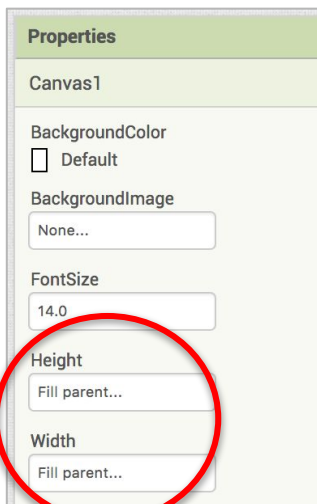 Properties
Canvas1
BackgroundColor
Default
BackgroundImage
None...
FontSize
14.0
Height
Fill parent...
Width
Fill parent...